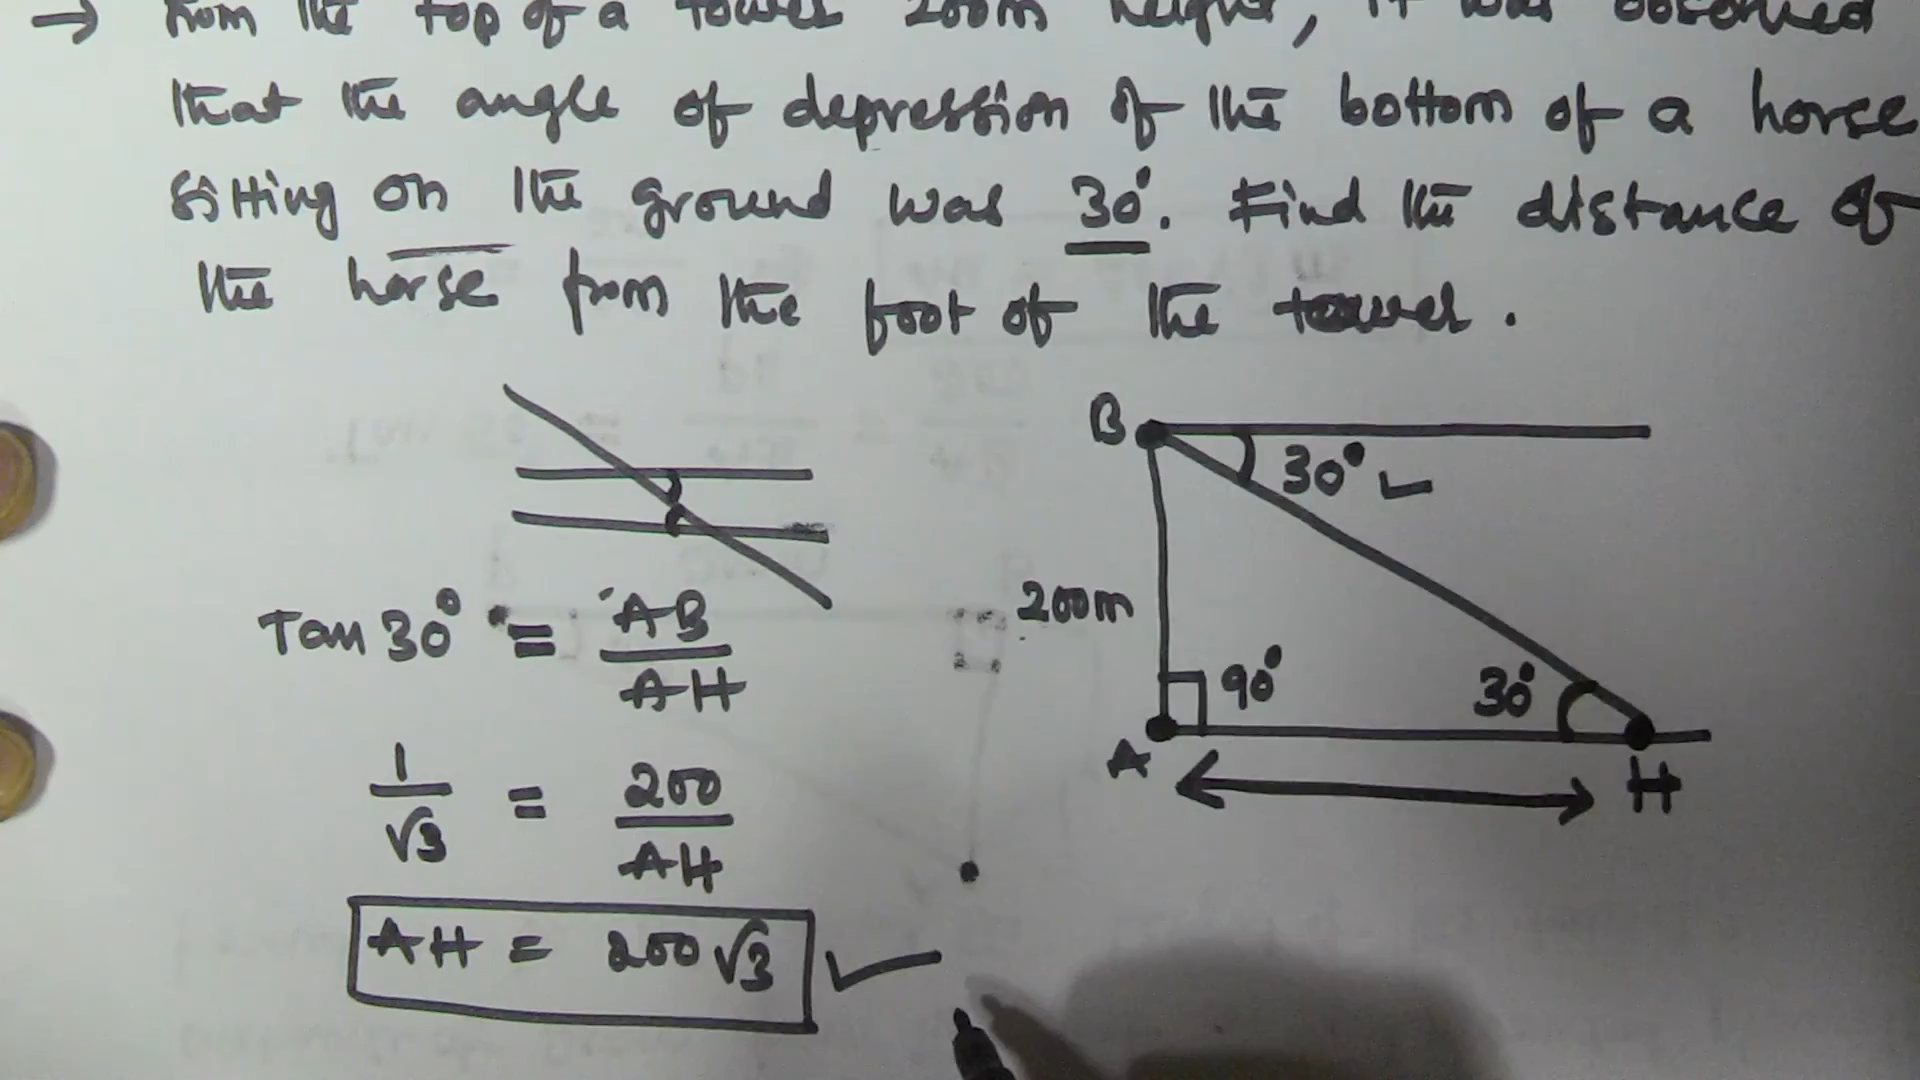 → From the top of a tower 200m height, it was observed
that the angle of depression of the bottom of a horse
sitting on the ground was 30°. Find the distance of
the horse from the foot of the tower.
B
30° ✓
200m
90°
30°
A
H
Tan 30° = AB/AH
1/√3 = 200/AH
AH = 200√3 ✓